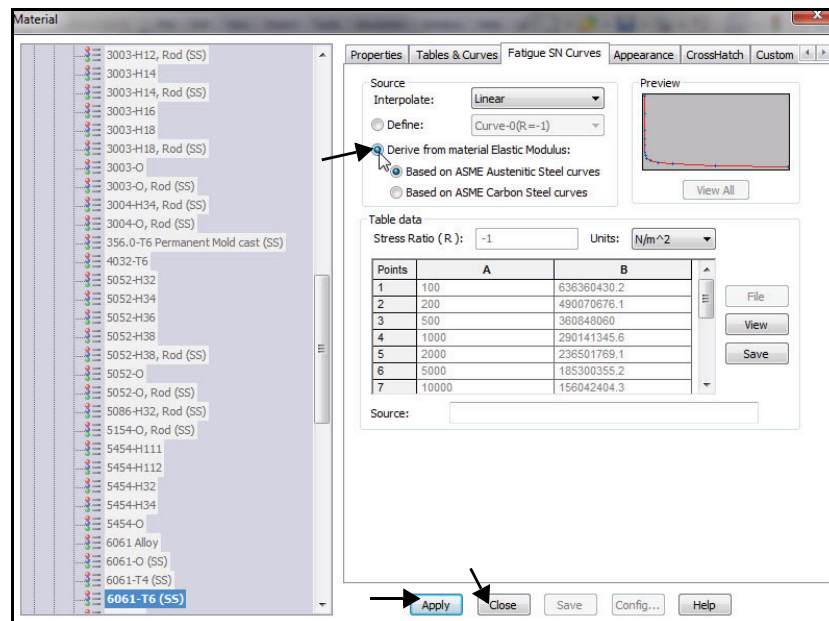 Material
3003-H12, Rod (SS)
3003-H14
3003-H14, Rod (SS)
3003-H16
3003-H18
3003-H18, Rod (SS)
3003-O
3003-O, Rod (SS)
3004-H34, Rod (SS)
3004-O, Rod (SS)
356.0-T6 Permanent Mold cast (SS)
4032-T6
5052-H32
5052-H34
5052-H36
5052-H38
5052-H38, Rod (SS)
5052-O
5052-O, Rod (SS)
5086-H32, Rod (SS)
5154-O, Rod (SS)
5454-H111
5454-H112
5454-H32
5454-H34
5454-O
6061 Alloy
6061-O (SS)
6061-T4 (SS)
6061-T6 (SS)
Properties Tables & Curves Fatigue SN Curves Appearance CrossHatch Custom
Source
Interpolate: Linear
Define: Curve-0(R=-1)
Derive from material Elastic Modulus:
Based on ASME Austenitic Steel curves
Based on ASME Carbon Steel curves
Preview
View All
Table data
Stress Ratio ( R ): -1 Units: N/m^2
Points A B
1 100 636360430.2
2 200 490070676.1
3 500 360848060
4 1000 290141345.6
5 2000 236501769.1
6 5000 185300355.2
7 10000 156042404.3
File
View
Save
Source:
Apply Close Save Config... Help